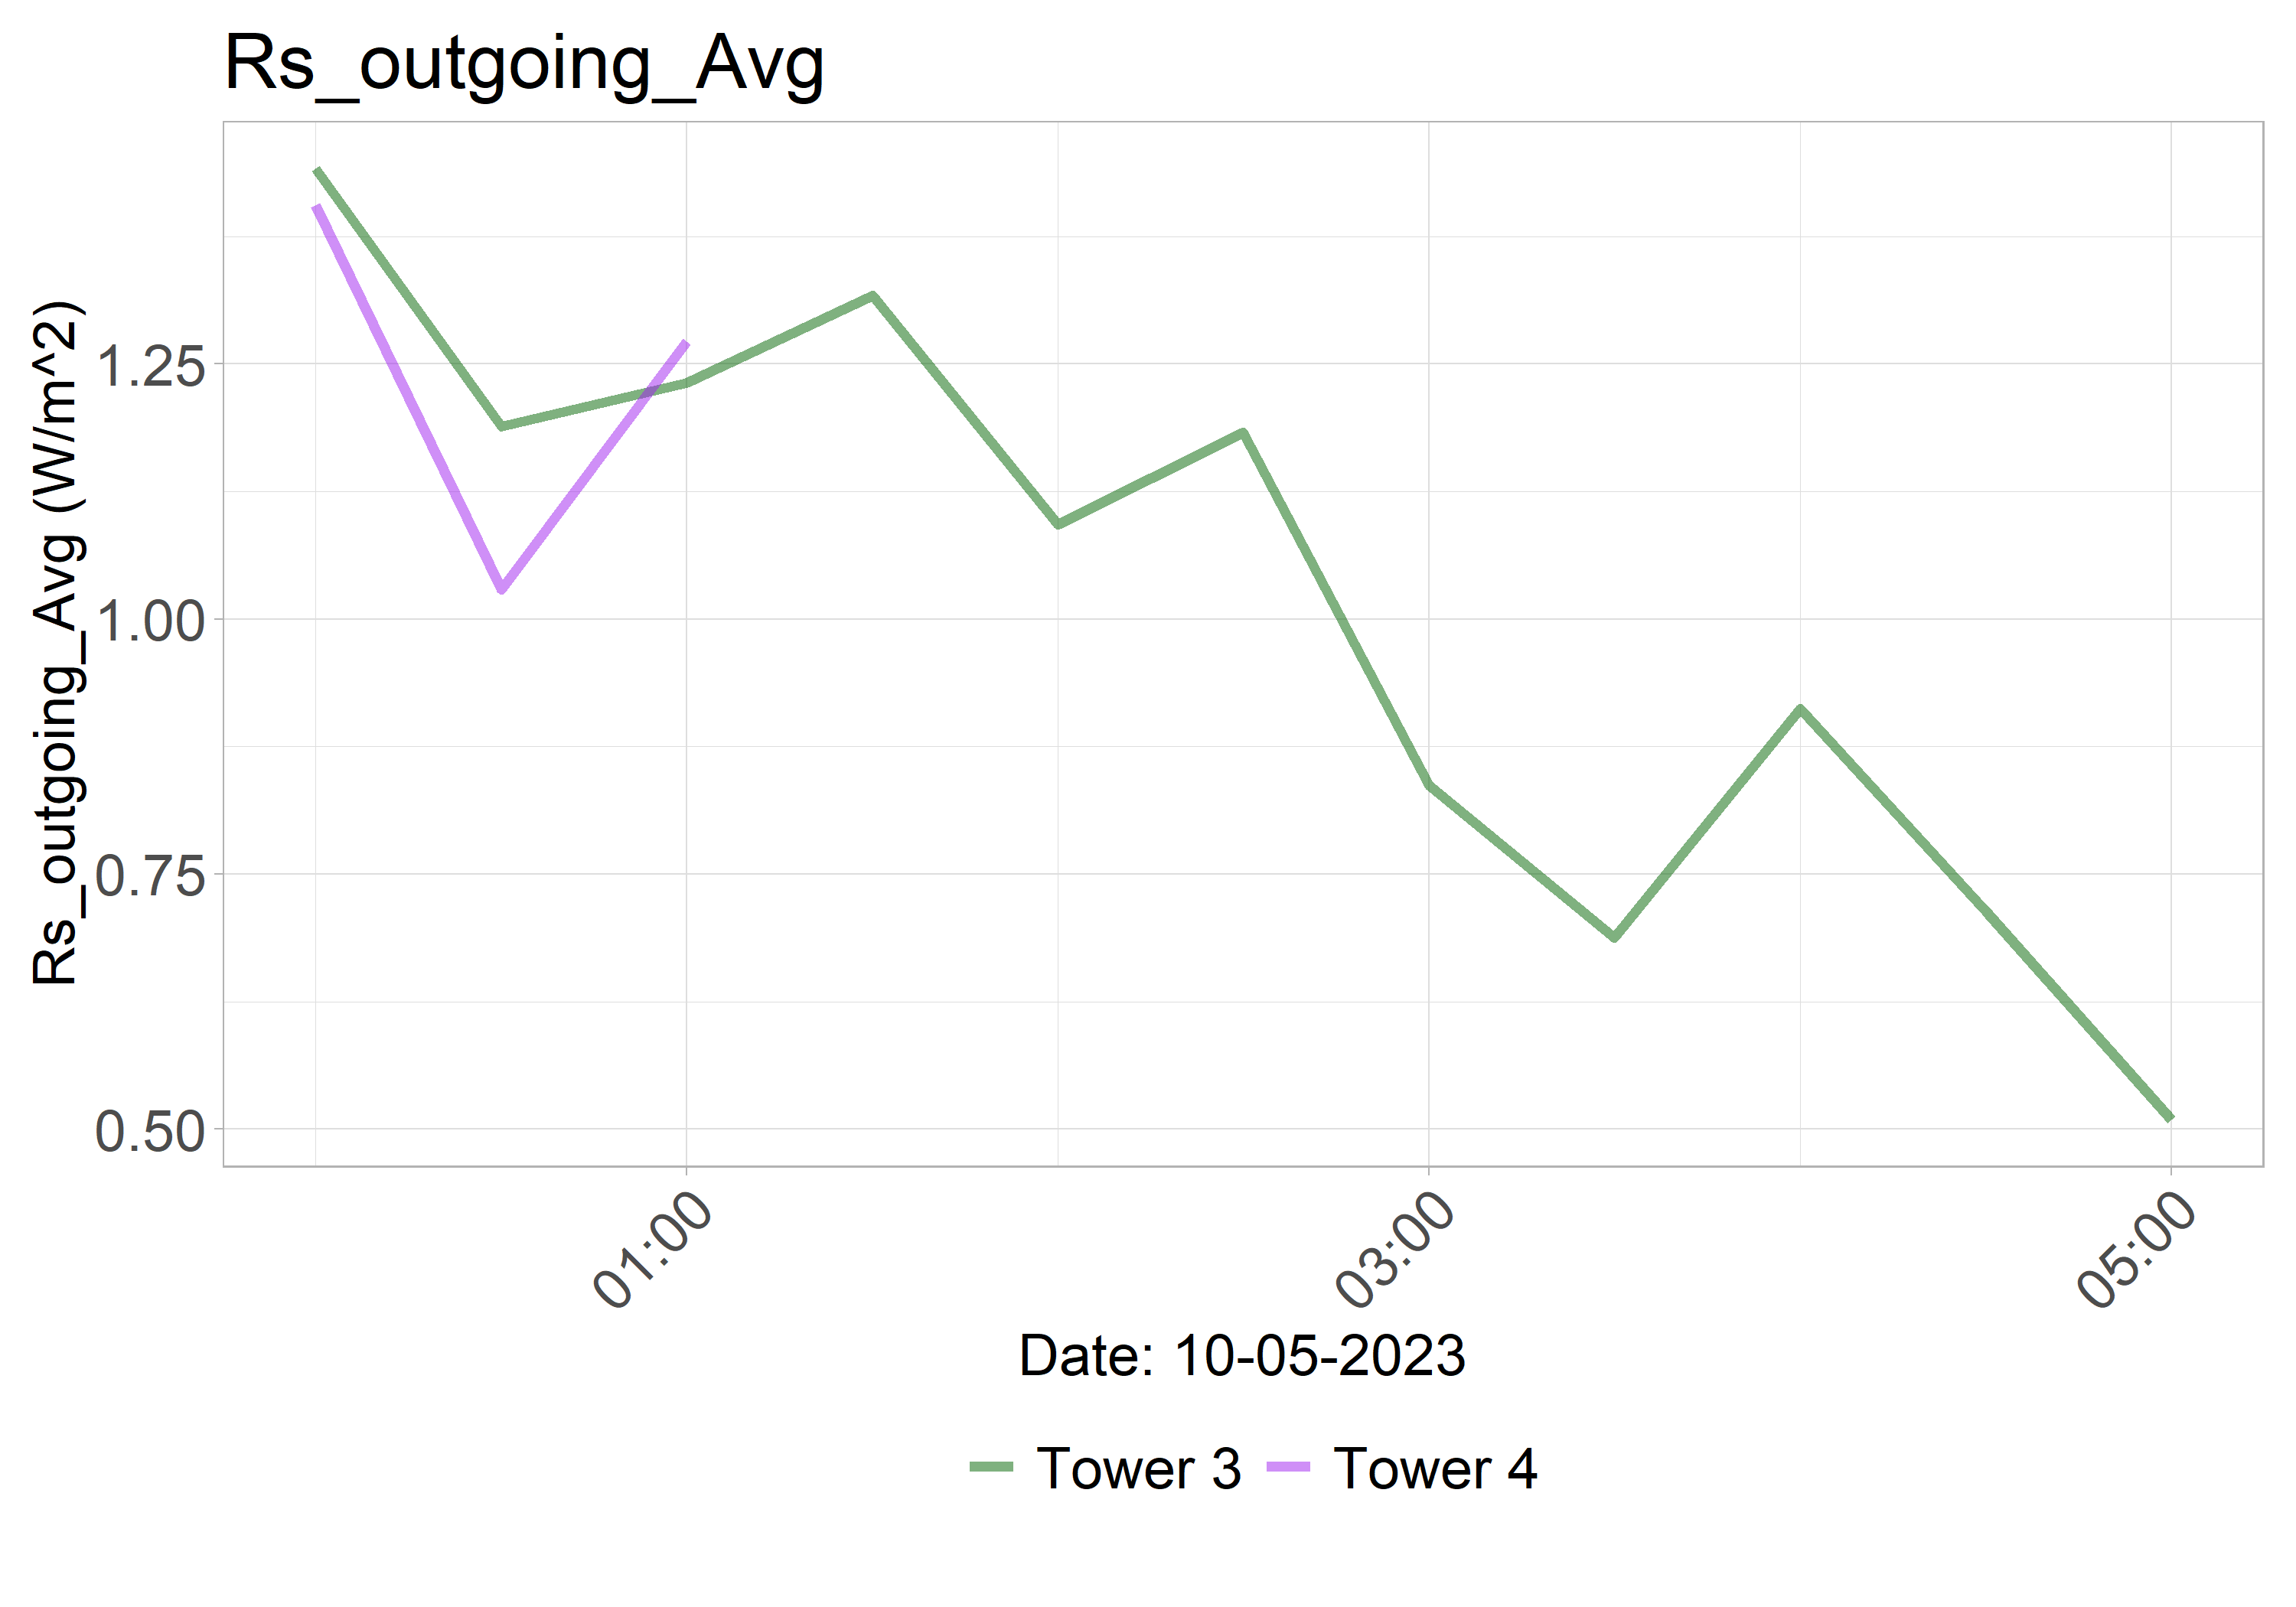 Rs_outgoing_Avg
Rs_outgoing_Avg (W/m^2)
1.25
1.00
0.75
0.50
01:00
03:00
05:00
Date: 10-05-2023
Tower 3
Tower 4